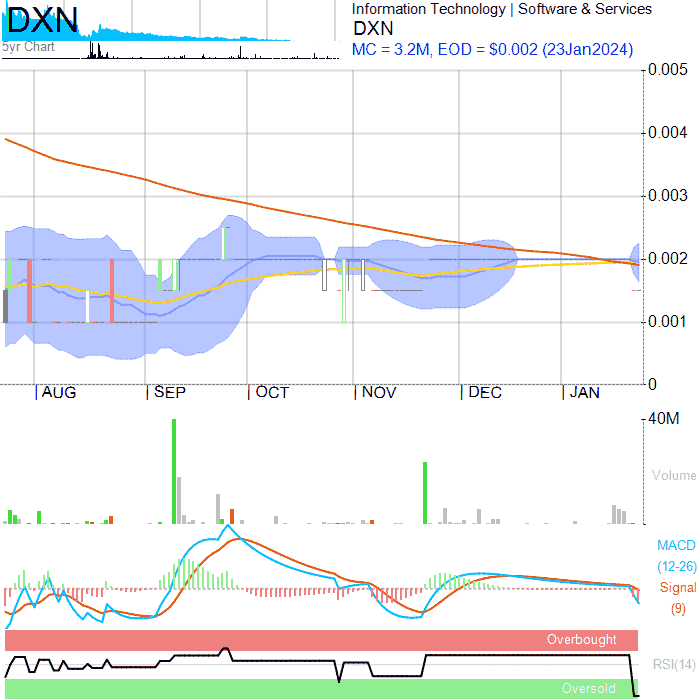 DXN
5yr Chart
Information Technology | Software & Services
DXN
MC = 3.2M, EOD = $0.002 (23Jan2024)
0.005
0.004
0.003
0.002
0.001
0
AUG
SEP
OCT
NOV
DEC
JAN
40M
Volume
MACD
(12-26)
Signal
(9)
Overbought
RSI(14)
Oversold